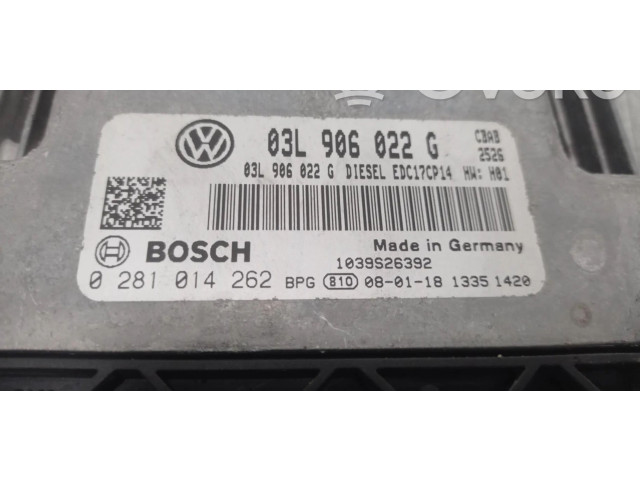 03L 906 022 G CBAB
2526
03L 906 022 G DIESEL EDC17CP14 HW: H01
BOSCH
Made in Germany
1039S26392
0 281 014 262 BPG 810 08-01-18 1335 1420